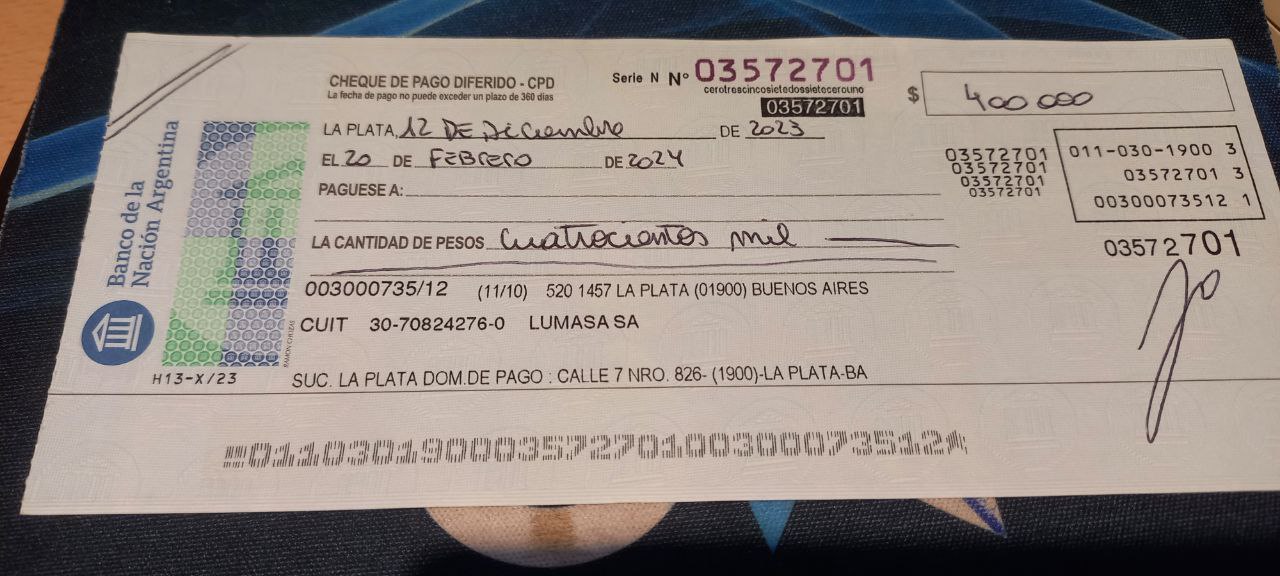 CHEQUE DE PAGO DIFERIDO - CPD
La fecha de pago no puede exceder un plazo de 360 días
Serie N Nº 03572701
cerotrescincosietedossietecerouno
03572701
$ 400 000
LA PLATA, 12 DE Diciembre DE 2023
EL 20 DE FEBRERO DE 2024
PAGUESE A:
03572701
03572701
03572701
03572701
011-030-1900 3
03572701 3
00300073512 1
LA CANTIDAD DE PESOS cuatrocientos mil
03572701
003000735/12 (11/10) 520 1457 LA PLATA (01900) BUENOS AIRES
CUIT 30-70824276-0 LUMASA SA
SUC. LA PLATA DOM.DE PAGO : CALLE 7 NRO. 826- (1900)-LA PLATA-BA
Banco de la
Nación Argentina
RAMON CHOZAS
H13-X/23
01103019000357270100300073512